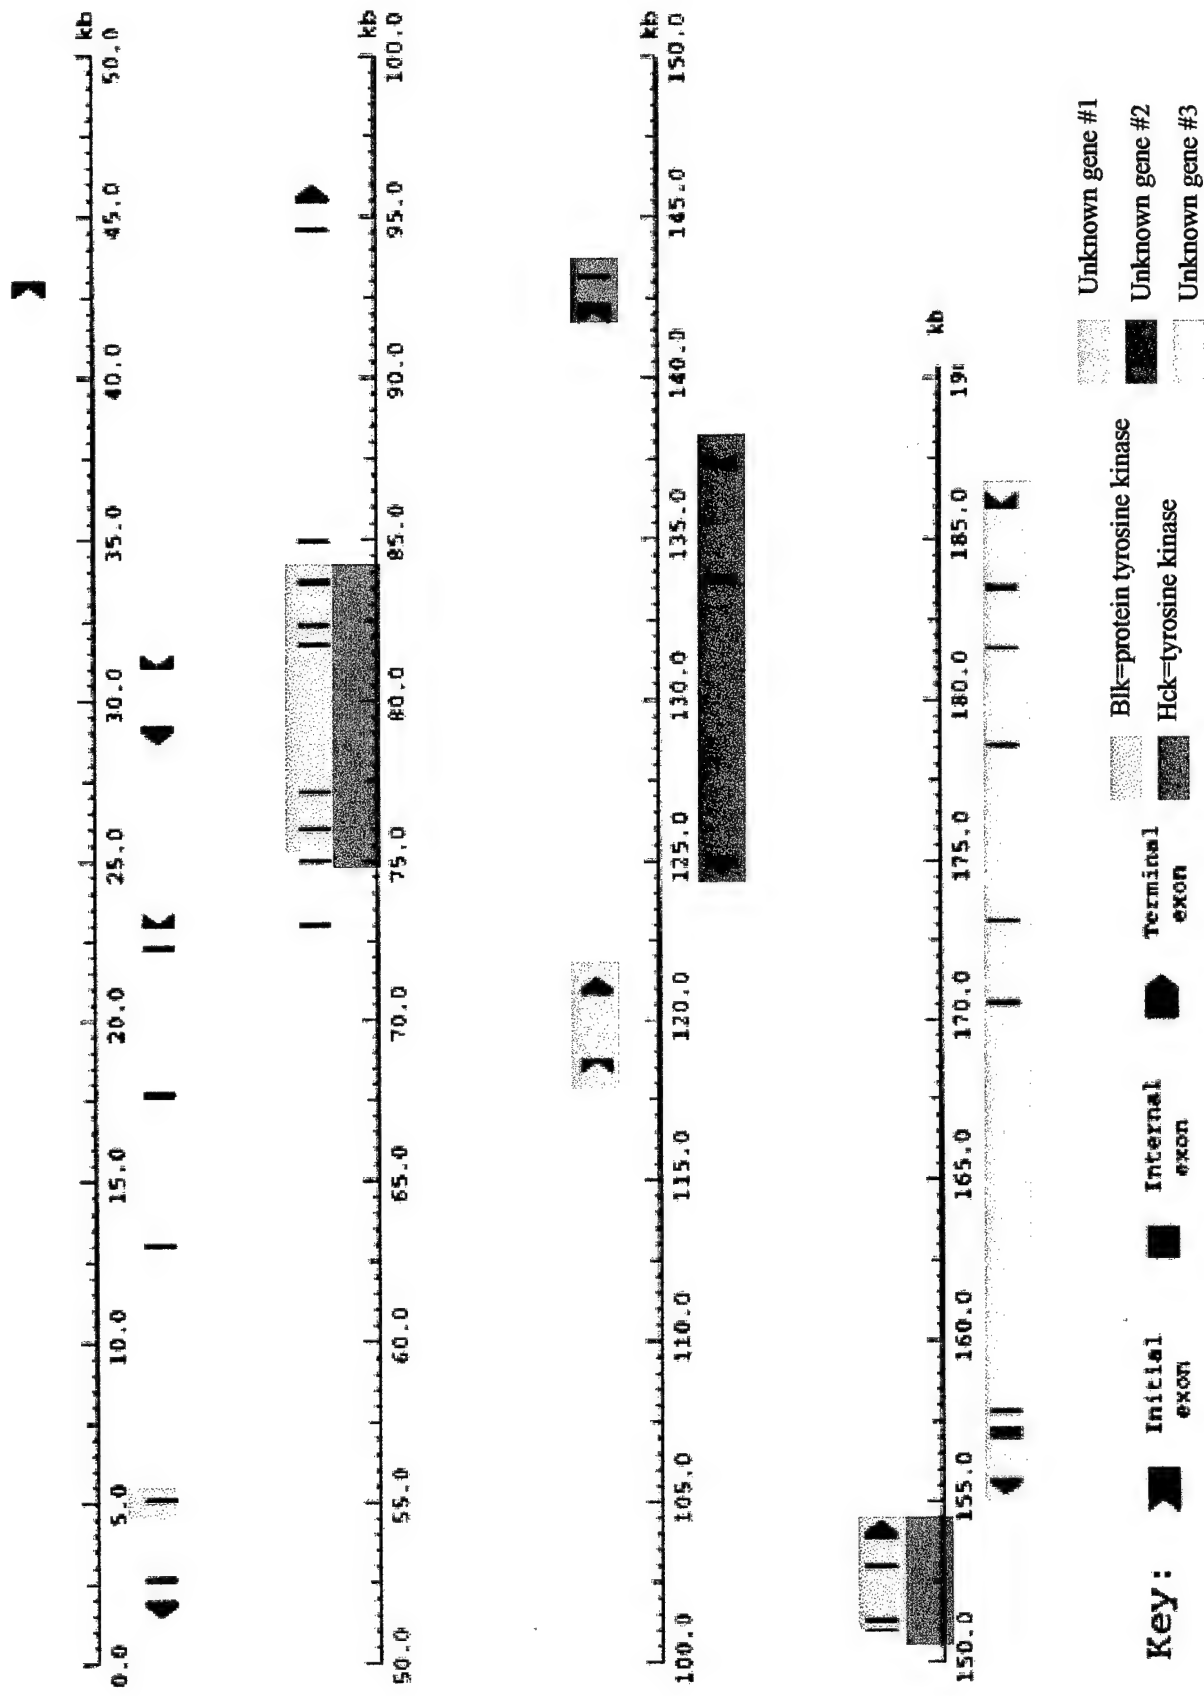 kb
0.0 5.0 10.0 15.0 20.0 25.0 30.0 35.0 40.0 45.0 50.0
kb
50.0 55.0 60.0 65.0 70.0 75.0 80.0 85.0 90.0 95.0 100.0
kb
100.0 105.0 110.0 115.0 120.0 125.0 130.0 135.0 140.0 145.0 150.0
kb
150.0 155.0 160.0 165.0 170.0 175.0 180.0 185.0
Key:
Initial
exon
Internal
exon
Terminal
exon
Blk=protein tyrosine kinase
Hck=tyrosine kinase
Unknown gene #1
Unknown gene #2
Unknown gene #3